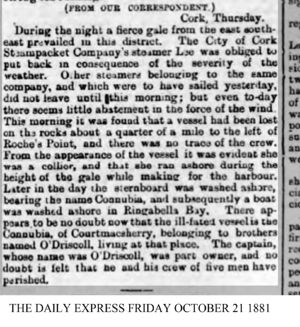 (FROM OUR CORRESPONDENT.)
Cork, Thursday.
During the night a fierce gale from the east south-
east prevailed in this district. The City of Cork
Steampacket Company's steamer Lee was obliged to
put back in consequence of the severity of the
weather. Other steamers belonging to the same
company, and which were to have sailed yesterday,
did not leave until this morning; but even to-day
there seems little abatement in the force of the wind.
This morning it was found that a vessel had been lost
on the rocks about a quarter of a mile to the left of
Roche's Point, and there was no trace of the crew.
From the appearance of the vessel it was evident she
was a collier, and that she ran ashore during the
height of the gale while making for the harbour.
Later in the day the sternboard was washed ashore,
bearing the name Connubia, and subsequently a boat
was washed ashore in Ringabella Bay. There ap-
pears to be no doubt now that the ill-fated vessel is the
Connubia, of Courtmacsherry, belonging to brothers
named O'Driscoll, living at that place. The captain,
whose name was O'Driscoll, was part owner, and no
doubt is felt that he and his crew of five men have
perished.
THE DAILY EXPRESS FRIDAY OCTOBER 21 1881